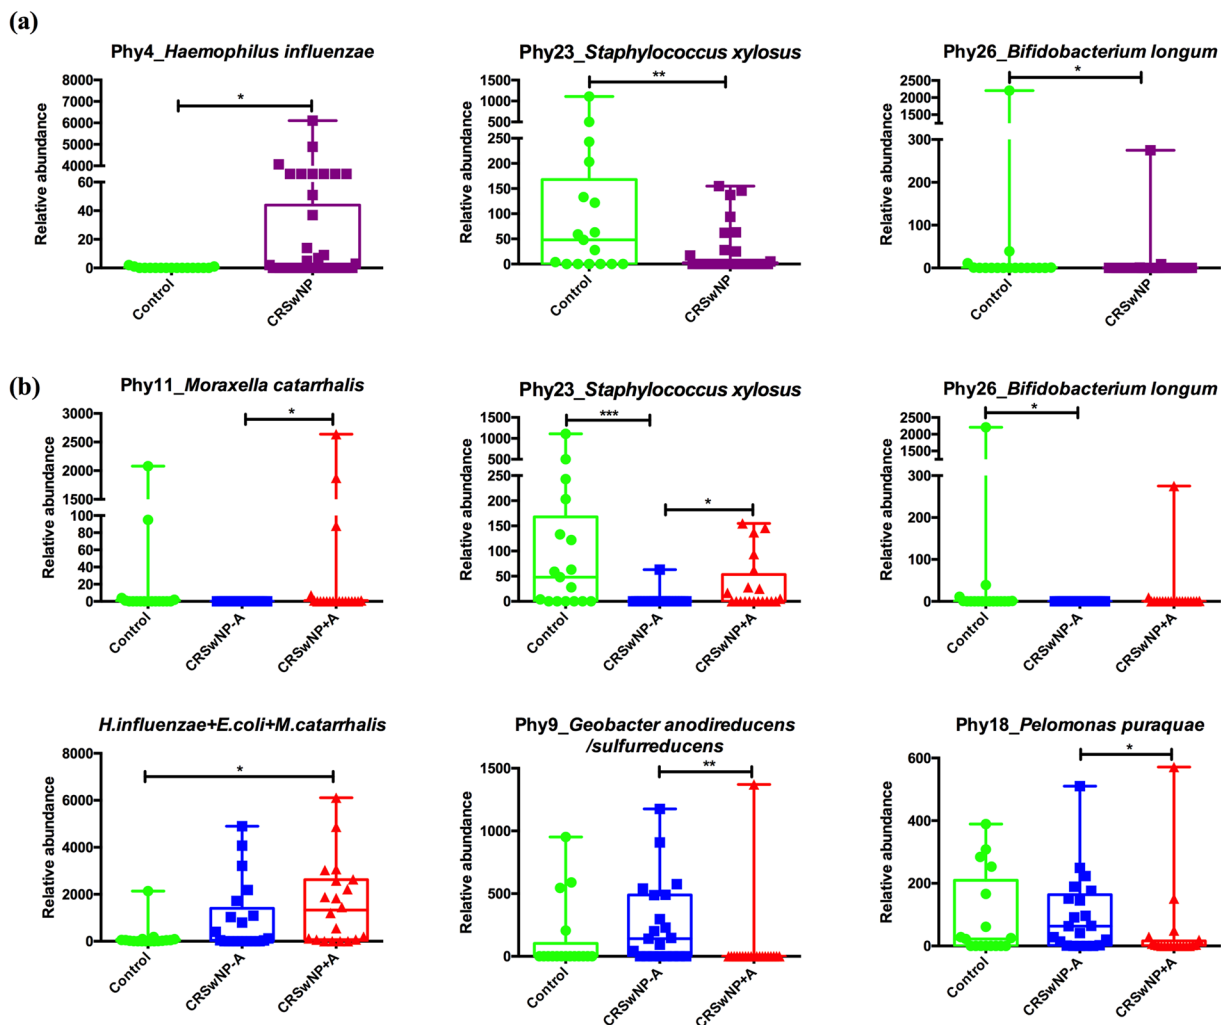 (a)
Phy4_Haemophilus influenzae
Relative abundance
8000
7000
6000
5000
4000
60
40
20
0
*
Control
CRSwNP
Phy23_Staphylococcus xylosus
Relative abundance
1500
1000
500
250
200
150
100
50
0
**
Control
CRSwNP
Phy26_Bifidobacterium longum
Relative abundance
2500
2000
300
200
100
0
*
Control
CRSwNP
(b)
Phy11_Moraxella catarrhalis
Relative abundance
3000
2500
2000
1500
100
80
60
40
20
0
*
Control
CRSwNP-A
CRSwNP+A
Phy23_Staphylococcus xylosus
Relative abundance
1500
1000
500
250
200
150
100
50
0
***
*
Control
CRSwNP-A
CRSwNP+A
Phy26_Bifidobacterium longum
Relative abundance
2500
2000
300
200
100
0
*
Control
CRSwNP-A
CRSwNP+A
H.influenzae+E.coli+M.catarrhalis
Relative abundance
8000
6000
4000
2000
0
*
Control
CRSwNP-A
CRSwNP+A
Phy9_Geobacter anodireducens
/sulfurreducens
Relative abundance
1500
1000
500
0
**
Control
CRSwNP-A
CRSwNP+A
Phy18_Pelomonas puraquae
Relative abundance
600
400
200
0
*
Control
CRSwNP-A
CRSwNP+A